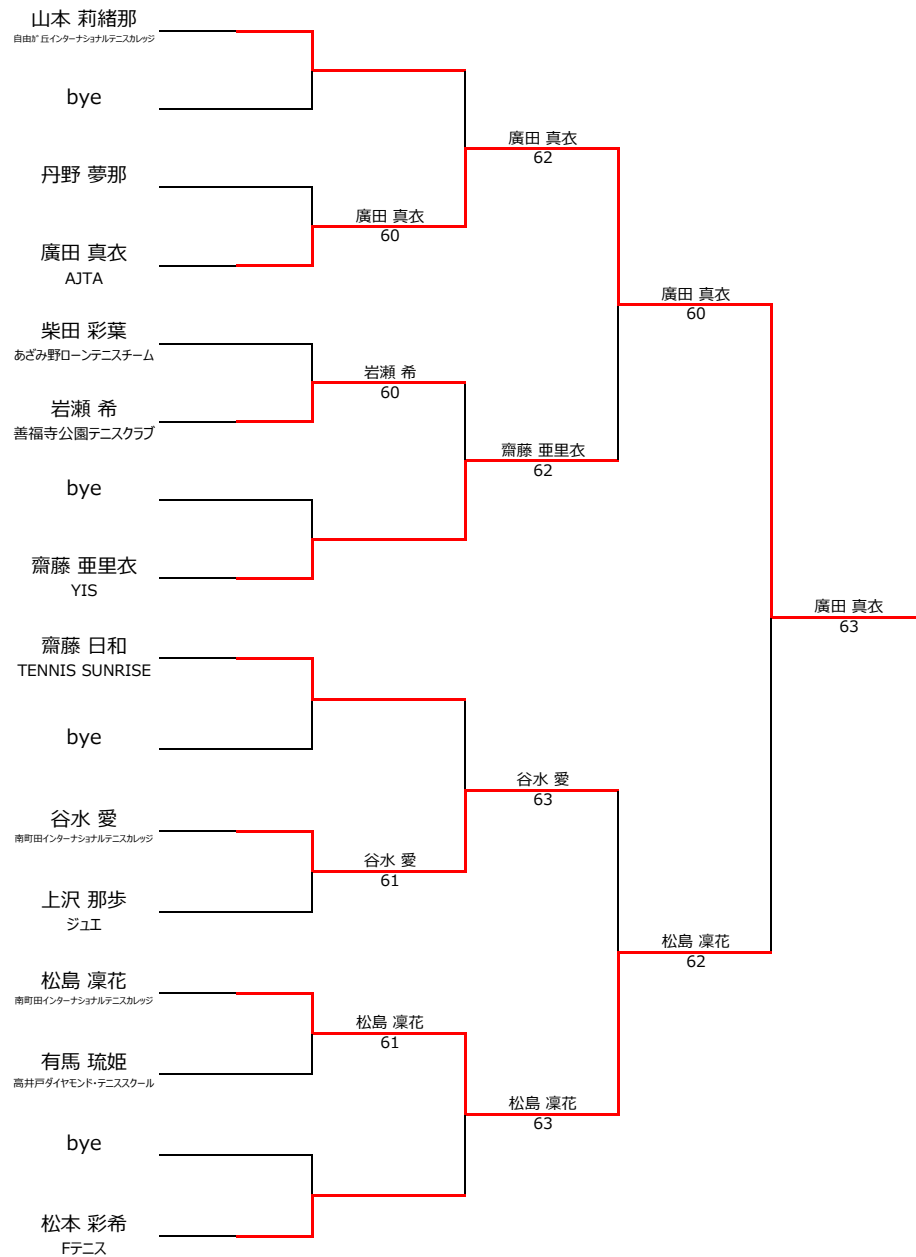 山本 莉緒那
自由が丘インターナショナルテニスカレッジ
bye
丹野 夢那
廣田 真衣
AJTA
柴田 彩葉
あざみ野ローンテニスチーム
岩瀬 希
善福寺公園テニスクラブ
bye
齋藤 亜里衣
YIS
齋藤 日和
TENNIS SUNRISE
bye
谷水 愛
南町田インターナショナルテニスカレッジ
上沢 那歩
ジュエ
松島 凜花
南町田インターナショナルテニスカレッジ
有馬 琉姫
高井戸ダイヤモンド・テニススクール
bye
松本 彩希
Fテニス
廣田 真衣
60
岩瀬 希
60
谷水 愛
61
松島 凜花
61
廣田 真衣
62
齋藤 亜里衣
62
谷水 愛
63
松島 凜花
63
廣田 真衣
60
松島 凜花
62
廣田 真衣
63